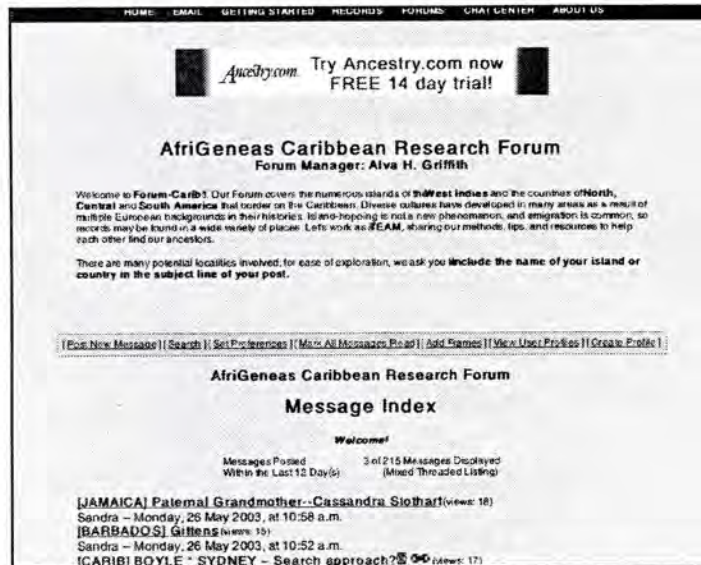 HOME EMAIL GETTING STARTED RECORDS FORUMS CHAT CENTER ABOUT US
Ancestry.com Try Ancestry.com now
FREE 14 day trial!
AfriGeneas Caribbean Research Forum
Forum Manager: Alva H. Griffith
Welcome to Forum-Carib! Our Forum covers the numerous islands of the West Indies and the countries of North,
Central and South America that border on the Caribbean. Diverse cultures have developed in many areas as a result of
multiple European backgrounds in their histories. Island-hopping is not a new phenomenon, and emigration is common, so
records may be found in a wide variety of places. Let's work as TEAM, sharing our methods, tips, and resources to help
each other find our ancestors.
There are many potential localities involved; for ease of exploration, we ask you include the name of your island or
country in the subject line of your post.
[ Post New Message ] [ Search ] [ Set Preferences ] [ Mark All Messages Read ] [ Add Frames ] [ View User Profiles ] [ Create Profile ]
AfriGeneas Caribbean Research Forum
Message Index
Welcome!
Messages Posted 3 of 215 Messages Displayed
Within the Last 12 Day(s) (Mixed Threaded Listing)
[JAMAICA] Paternal Grandmother--Cassandra Slothart (views: 18)
Sandra – Monday, 26 May 2003, at 10:58 a.m.
[BARBADOS] Gittens (views: 15)
Sandra – Monday, 26 May 2003, at 10:52 a.m.
[CARIB] BOYLE * SYDNEY – Search approach? (views: 17)